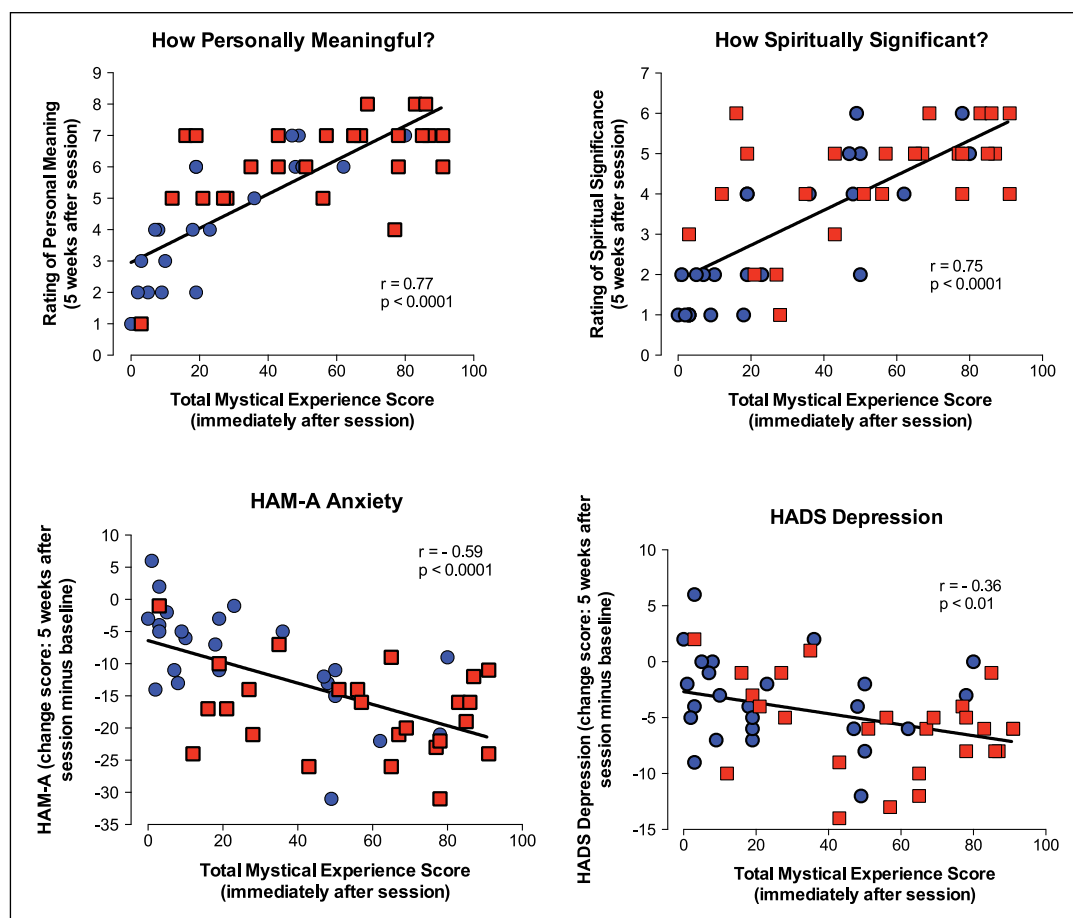 How Personally Meaningful?
Rating of Personal Meaning
(5 weeks after session)
9
8
7
6
5
4
3
2
1
0
r = 0.77
p < 0.0001
0 20 40 60 80 100
Total Mystical Experience Score
(immediately after session)
How Spiritually Significant?
Rating of Spiritual Significance
(5 weeks after session)
7
6
5
4
3
2
1
0
r = 0.75
p < 0.0001
0 20 40 60 80 100
Total Mystical Experience Score
(immediately after session)
HAM-A Anxiety
HAM-A (change score: 5 weeks after
session minus baseline)
10
5
0
-5
-10
-15
-20
-25
-30
-35
r = - 0.59
p < 0.0001
0 20 40 60 80 100
Total Mystical Experience Score
(immediately after session)
HADS Depression
HADS Depression (change score: 5 weeks after
session minus baseline)
10
5
0
-5
-10
-15
r = - 0.36
p < 0.01
0 20 40 60 80 100
Total Mystical Experience Score
(immediately after session)